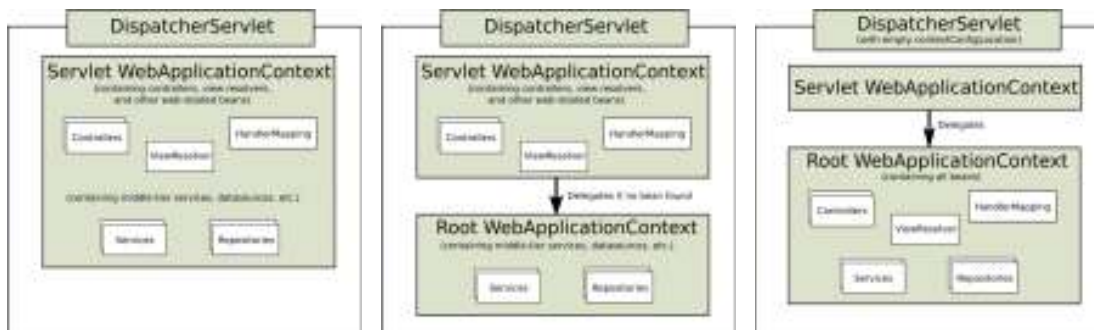 DispatcherServlet
Servlet WebApplicationContext
(containing controllers, view resolvers,
and other web-related beans)
Controllers
ViewResolver
HandlerMapping
(containing middle-tier services, datasources, etc.)
Services
Repositories
DispatcherServlet
Servlet WebApplicationContext
(containing controllers, view resolvers,
and other web-related beans)
Controllers
ViewResolver
HandlerMapping
Delegates if no bean found
Root WebApplicationContext
(containing middle-tier services, datasources, etc.)
Services
Repositories
DispatcherServlet
(with empty contextConfigLocation)
Servlet WebApplicationContext
Delegates
Root WebApplicationContext
(containing all beans)
Controllers
ViewResolver
HandlerMapping
Services
Repositories